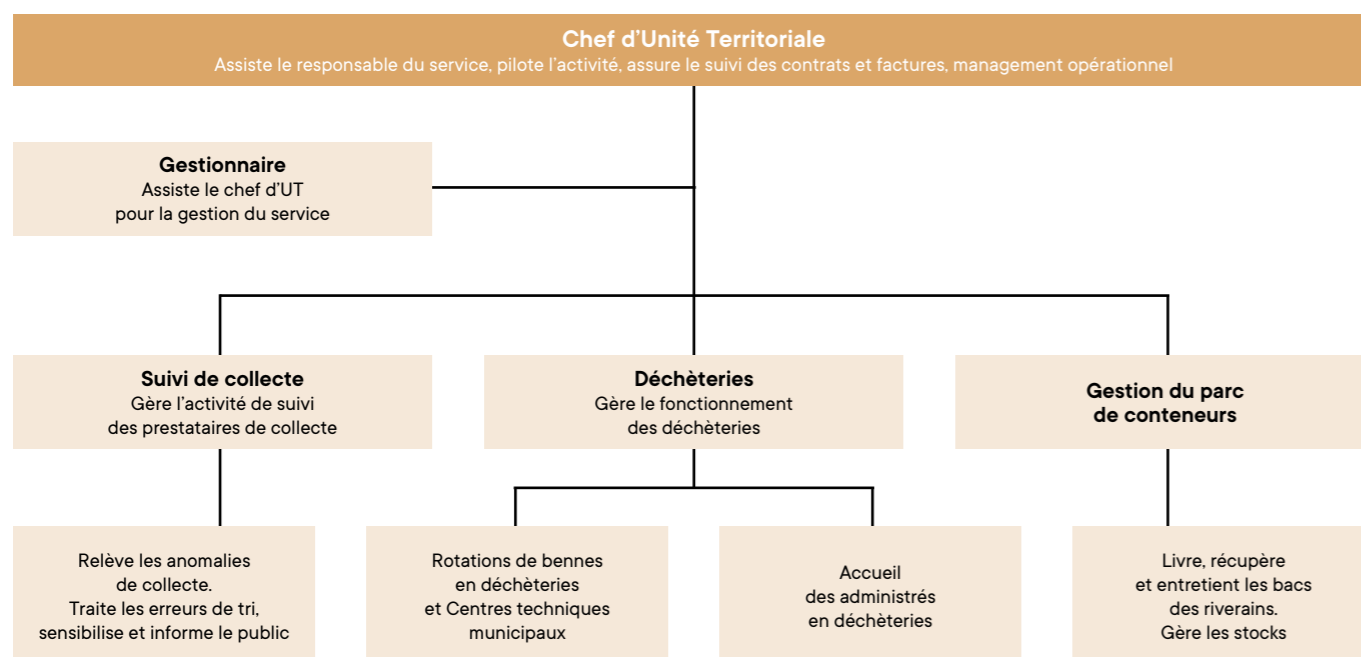 Chef d’Unité Territoriale
Assiste le responsable du service, pilote l’activité, assure le suivi des contrats et factures, management opérationnel
Gestionnaire
Assiste le chef d’UT
pour la gestion du service
Suivi de collecte
Gère l’activité de suivi
des prestataires de collecte
Déchèteries
Gère le fonctionnement
des déchèteries
Gestion du parc
de conteneurs
Relève les anomalies
de collecte.
Traite les erreurs de tri,
sensibilise et informe le public
Rotations de bennes
en déchèteries
et Centres techniques
municipaux
Accueil
des administrés
en déchèteries
Livre, récupère
et entretient les bacs
des riverains.
Gère les stocks